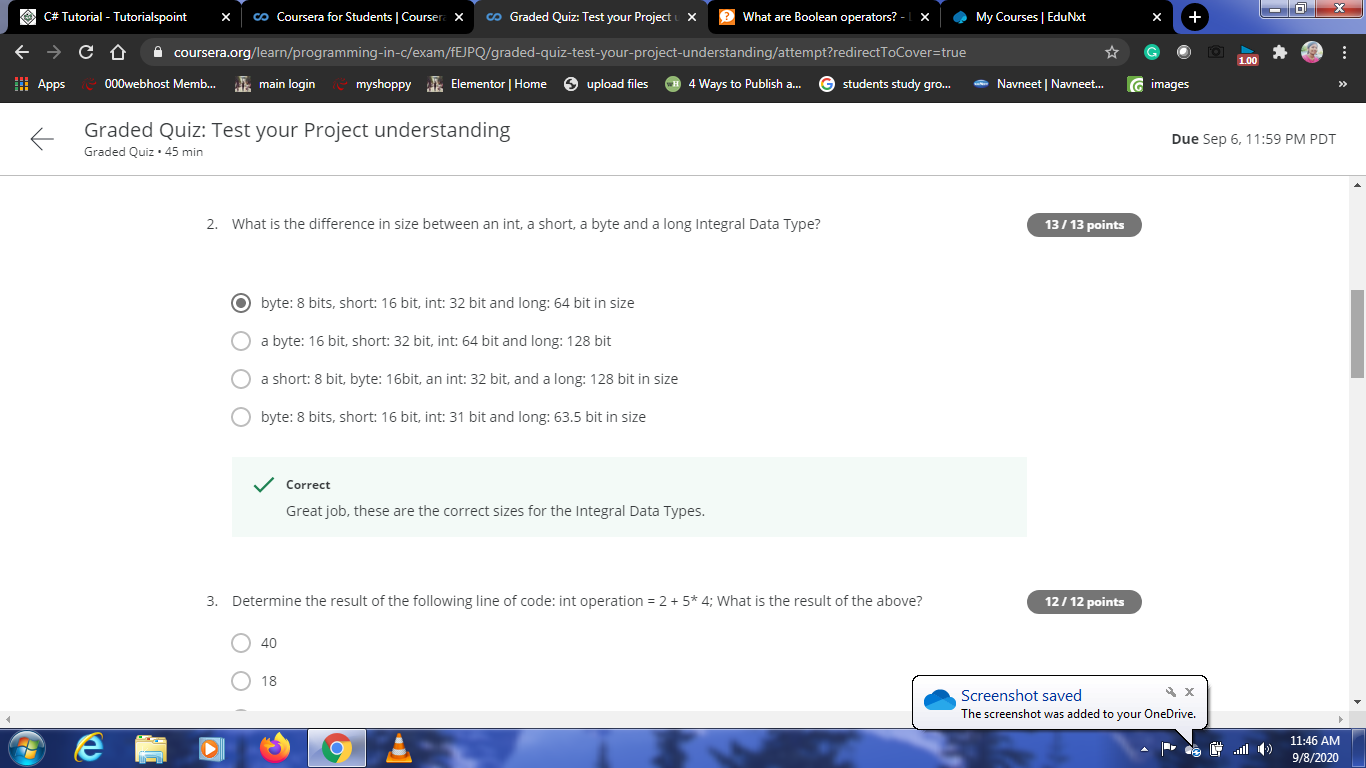 C# Tutorial - Tutorialspoint
Coursera for Students | Coursera
Graded Quiz: Test your Project u
What are Boolean operators? -
My Courses | EduNxt
coursera.org/learn/programming-in-c/exam/fEJPQ/graded-quiz-test-your-project-understanding/attempt?redirectToCover=true
1.00
Apps
000webhost Memb...
main login
myshoppy
Elementor | Home
upload files
4 Ways to Publish a...
students study gro...
Navneet | Navneet...
images
»
Graded Quiz: Test your Project understanding
Graded Quiz • 45 min
Due Sep 6, 11:59 PM PDT
2. What is the difference in size between an int, a short, a byte and a long Integral Data Type?
13 / 13 points
byte: 8 bits, short: 16 bit, int: 32 bit and long: 64 bit in size
a byte: 16 bit, short: 32 bit, int: 64 bit and long: 128 bit
a short: 8 bit, byte: 16bit, an int: 32 bit, and a long: 128 bit in size
byte: 8 bits, short: 16 bit, int: 31 bit and long: 63.5 bit in size
Correct
Great job, these are the correct sizes for the Integral Data Types.
3. Determine the result of the following line of code: int operation = 2 + 5* 4; What is the result of the above?
12 / 12 points
40
18
Screenshot saved
The screenshot was added to your OneDrive.
11:46 AM
9/8/2020